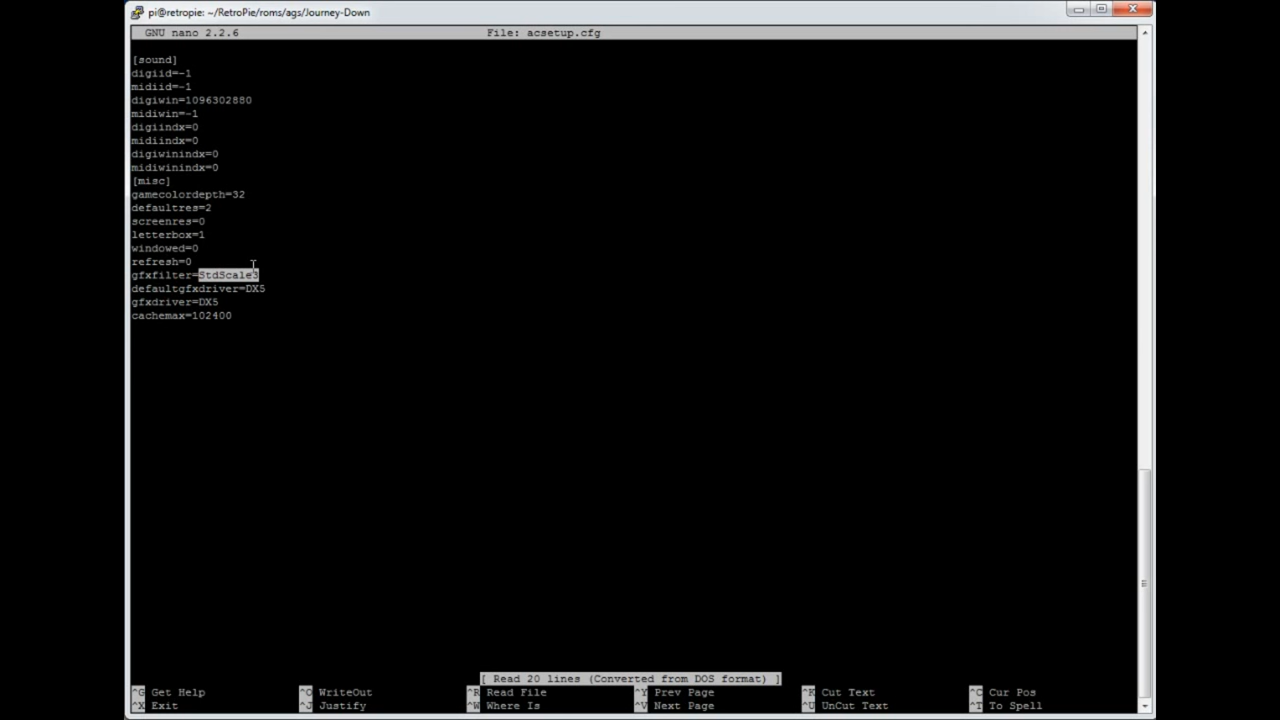 pi@retropie: ~/RetroPie/roms/ags/Journey-Down
GNU nano 2.2.6 File: acsetup.cfg
[sound]
digiid=-1
midiid=-1
digiwin=1096302880
midiwin=-1
digiindx=0
midiindx=0
digiwinindx=0
midiwinindx=0
[misc]
gamecolordepth=32
defaultres=2
screenres=0
letterbox=1
windowed=0
refresh=0
gfxfilter=StdScale3
defaultgfxdriver=DX5
gfxdriver=DX5
cachemax=102400
[ Read 20 lines (Converted from DOS format) ]
^G Get Help ^O WriteOut ^R Read File ^Y Prev Page ^K Cut Text ^C Cur Pos
^X Exit ^J Justify ^W Where Is ^V Next Page ^U UnCut Text ^T To Spell